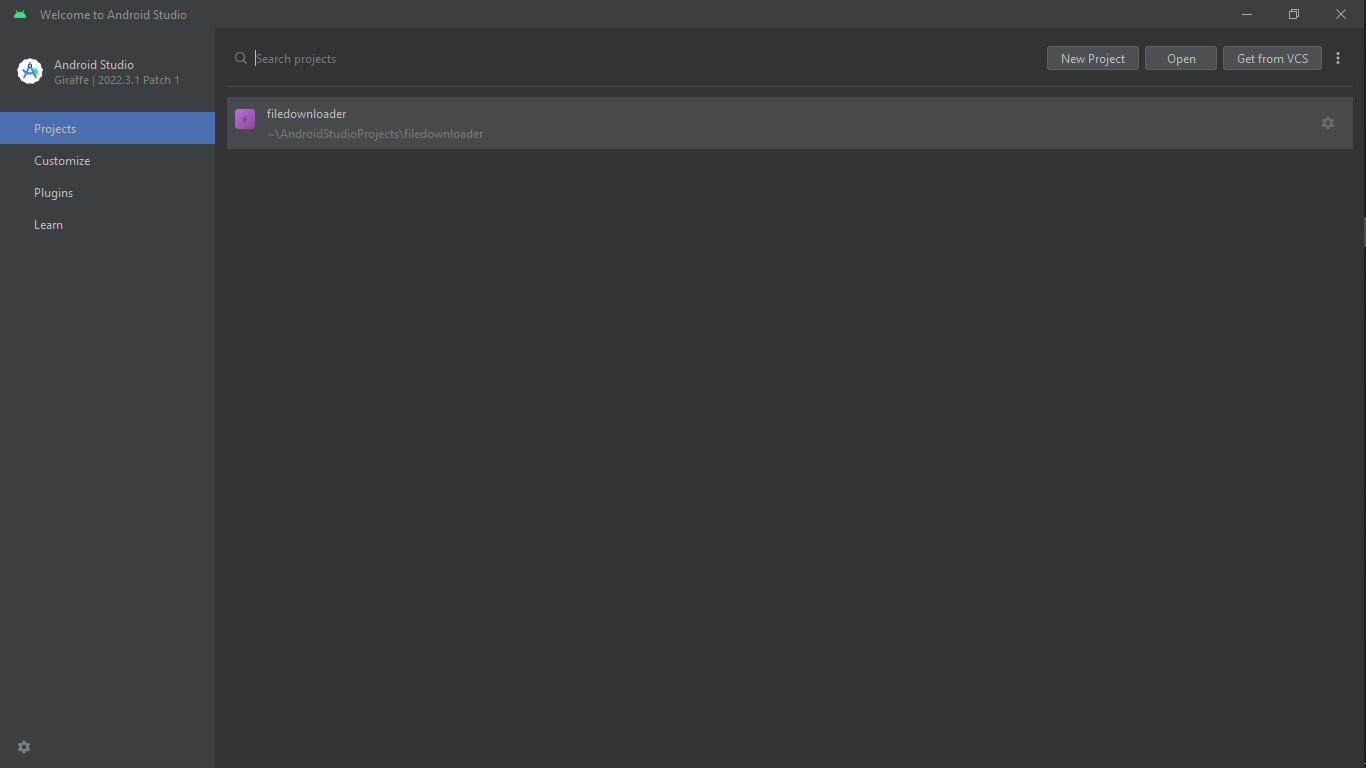 Welcome to Android Studio
Android Studio
Giraffe | 2022.3.1 Patch 1
Projects
Customize
Plugins
Learn
Search projects
New Project
Open
Get from VCS
F
filedownloader
~\AndroidStudioProjects\filedownloader